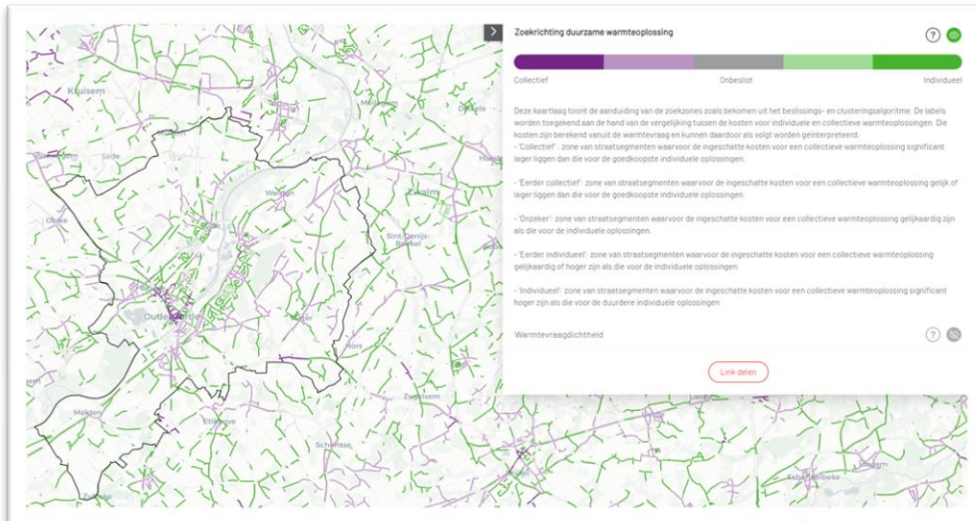 Zoekrichting duurzame warmteoplossing
?
Collectief
Onbeslist
Individueel
Deze kaartlaag toont de aanduiding van de zoekzones zoals bekomen uit het beslissings- en clusteringsalgoritme. De labels
worden toegekend aan de hand van de vergelijking tussen de kosten voor individuele en collectieve warmteoplossingen. Die
kosten zijn berekend vanuit de warmtevraag en kunnen daardoor als volgt worden geïnterpreteerd:
- 'Collectief': zone van straatsegmenten waarvoor de ingeschatte kosten voor een collectieve warmteoplossing significant
lager liggen dan die voor de goedkoopste individuele oplossingen.
- 'Eerder collectief': zone van straatsegmenten waarvoor de ingeschatte kosten voor een collectieve warmteoplossing gelijk of
lager liggen dan die voor de goedkoopste individuele oplossingen.
- 'Onzeker': zone van straatsegmenten waarvoor de ingeschatte kosten voor een collectieve warmteoplossing gelijkaardig zijn
als die voor de individuele oplossingen.
- 'Eerder individueel': zone van straatsegmenten waarvoor de ingeschatte kosten voor een collectieve warmteoplossing
gelijkaardig of hoger zijn als die voor de individuele oplossingen.
- 'Individueel': zone van straatsegmenten waarvoor de ingeschatte kosten voor een collectieve warmteoplossing significant
hoger zijn als die voor de duurdere individuele oplossingen
Warmtevraagdichtheid
?
Link delen
Kruisem
Zwalm
Sint-Denijs-
Boekel
Welden
Melden